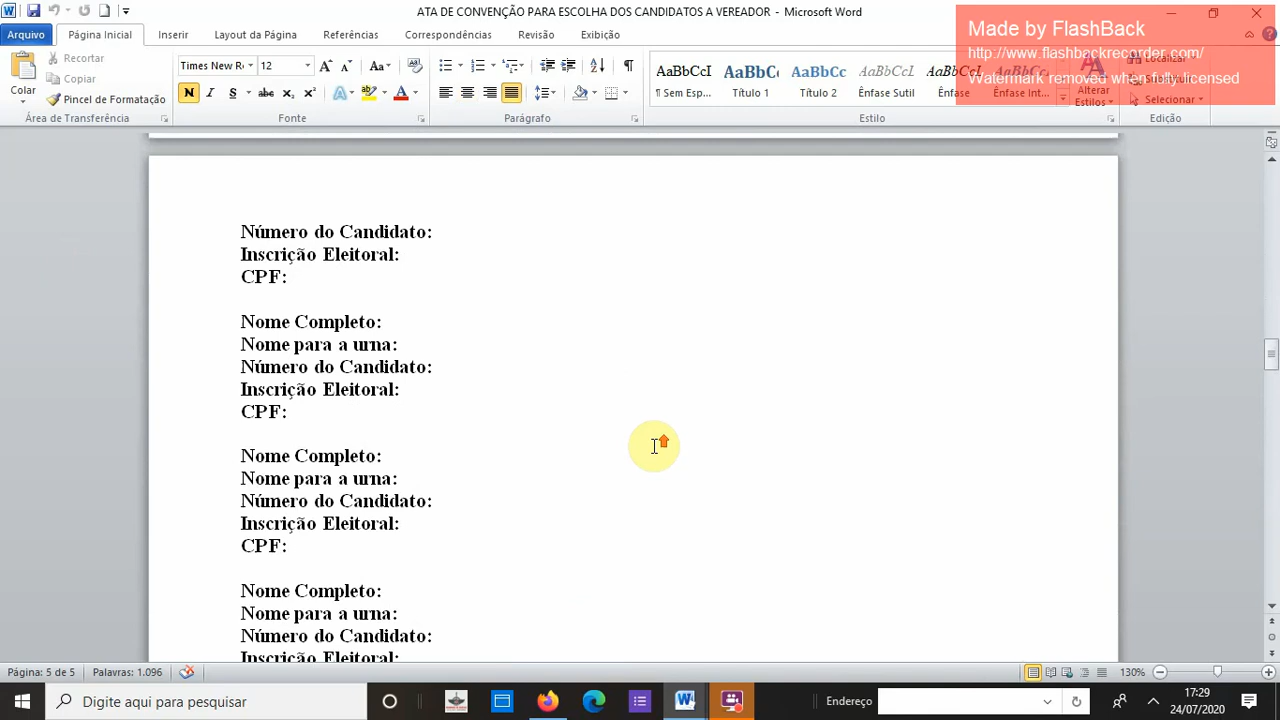 ATA DE CONVENÇÃO PARA ESCOLHA DOS CANDIDATOS A VEREADOR - Microsoft Word
Made by FlashBack
http://www.flashbackrecorder.com/
Watermark removed when fully licensed
Arquivo Página Inicial Inserir Layout da Página Referências Correspondências Revisão Exibição
Colar
Recortar
Copiar
Pincel de Formatação
Área de Transferência
Times New R 12
Fonte
Parágrafo
AaBbCcI AaBbCc AaBbCc AaBbCcI AaBbCcI AaBbCcI
¶ Sem Esp... Título 1 Título 2 Ênfase Sutil Ênfase Ênfase Int...
Alterar
Estilos
Estilo
Localizar
Selecionar
Edição
Número do Candidato:
Inscrição Eleitoral:
CPF:
Nome Completo:
Nome para a urna:
Número do Candidato:
Inscrição Eleitoral:
CPF:
Nome Completo:
Nome para a urna:
Número do Candidato:
Inscrição Eleitoral:
CPF:
Nome Completo:
Nome para a urna:
Número do Candidato:
Inscrição Eleitoral:
Página: 5 de 5 Palavras: 1.096 130%
Digite aqui para pesquisar
Endereço
17:29
24/07/2020